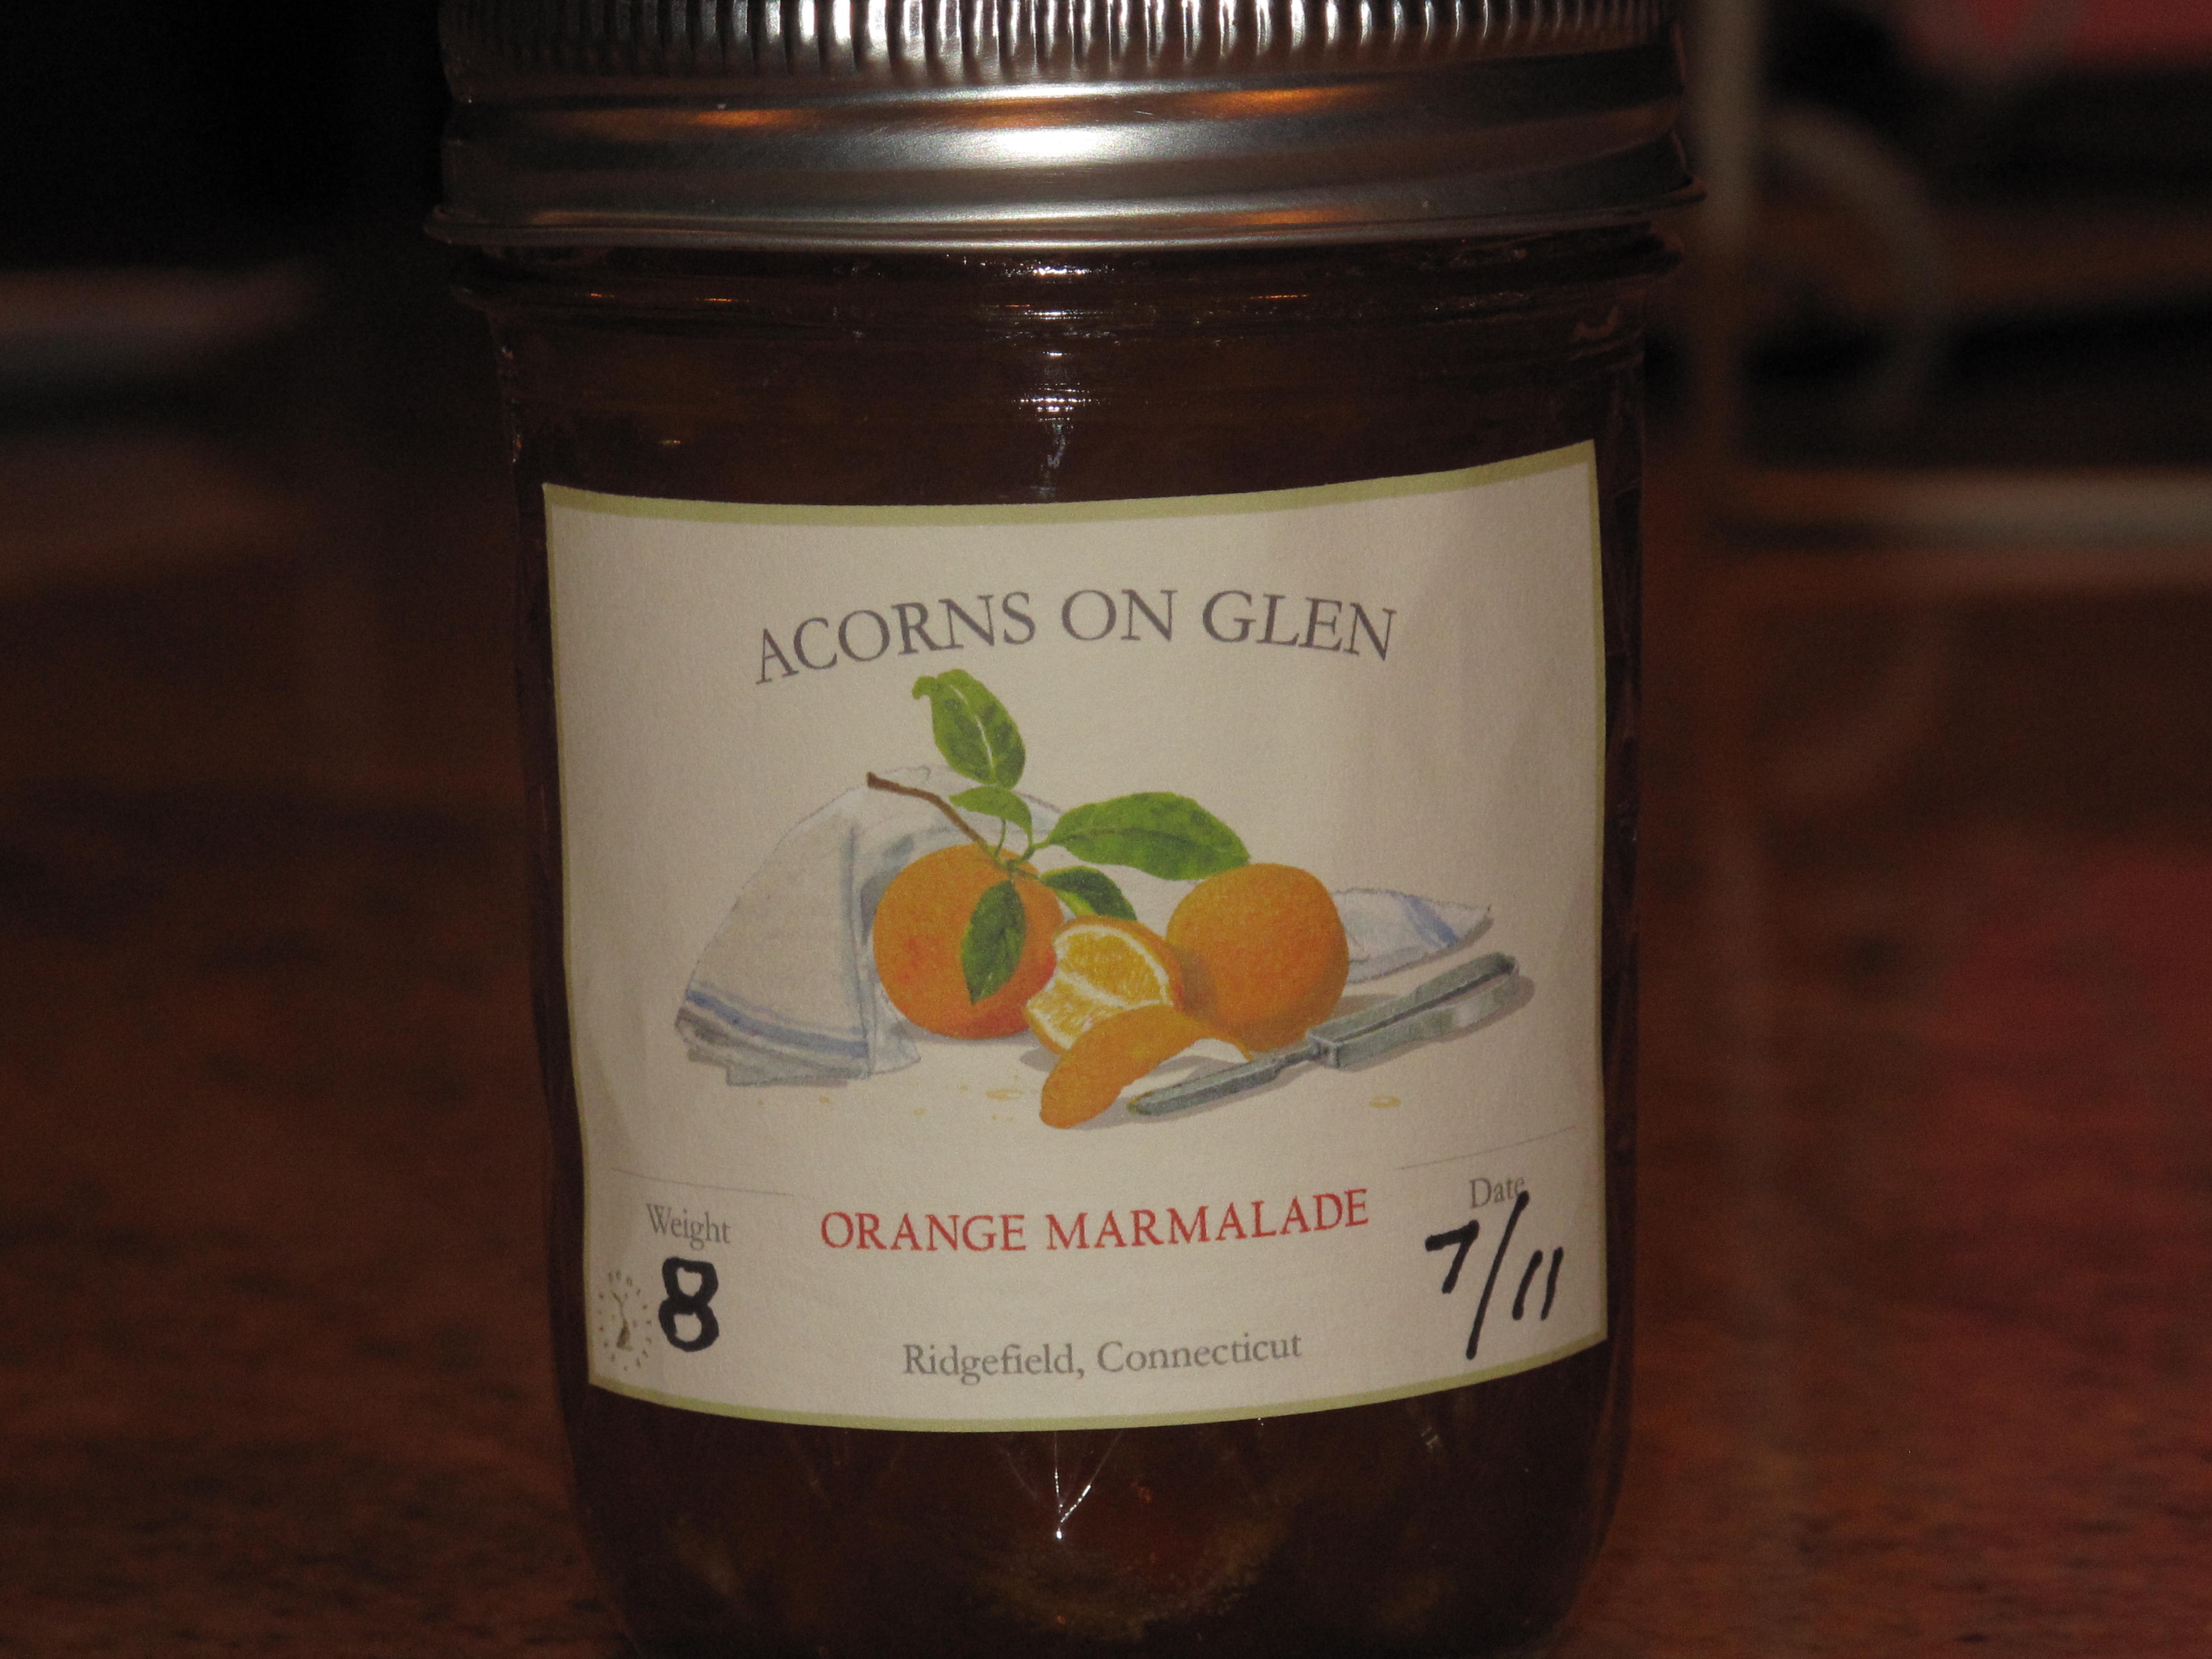 ACORNS ON GLEN
Weight
8
ORANGE MARMALADE
Date
7/11
Ridgefield, Connecticut